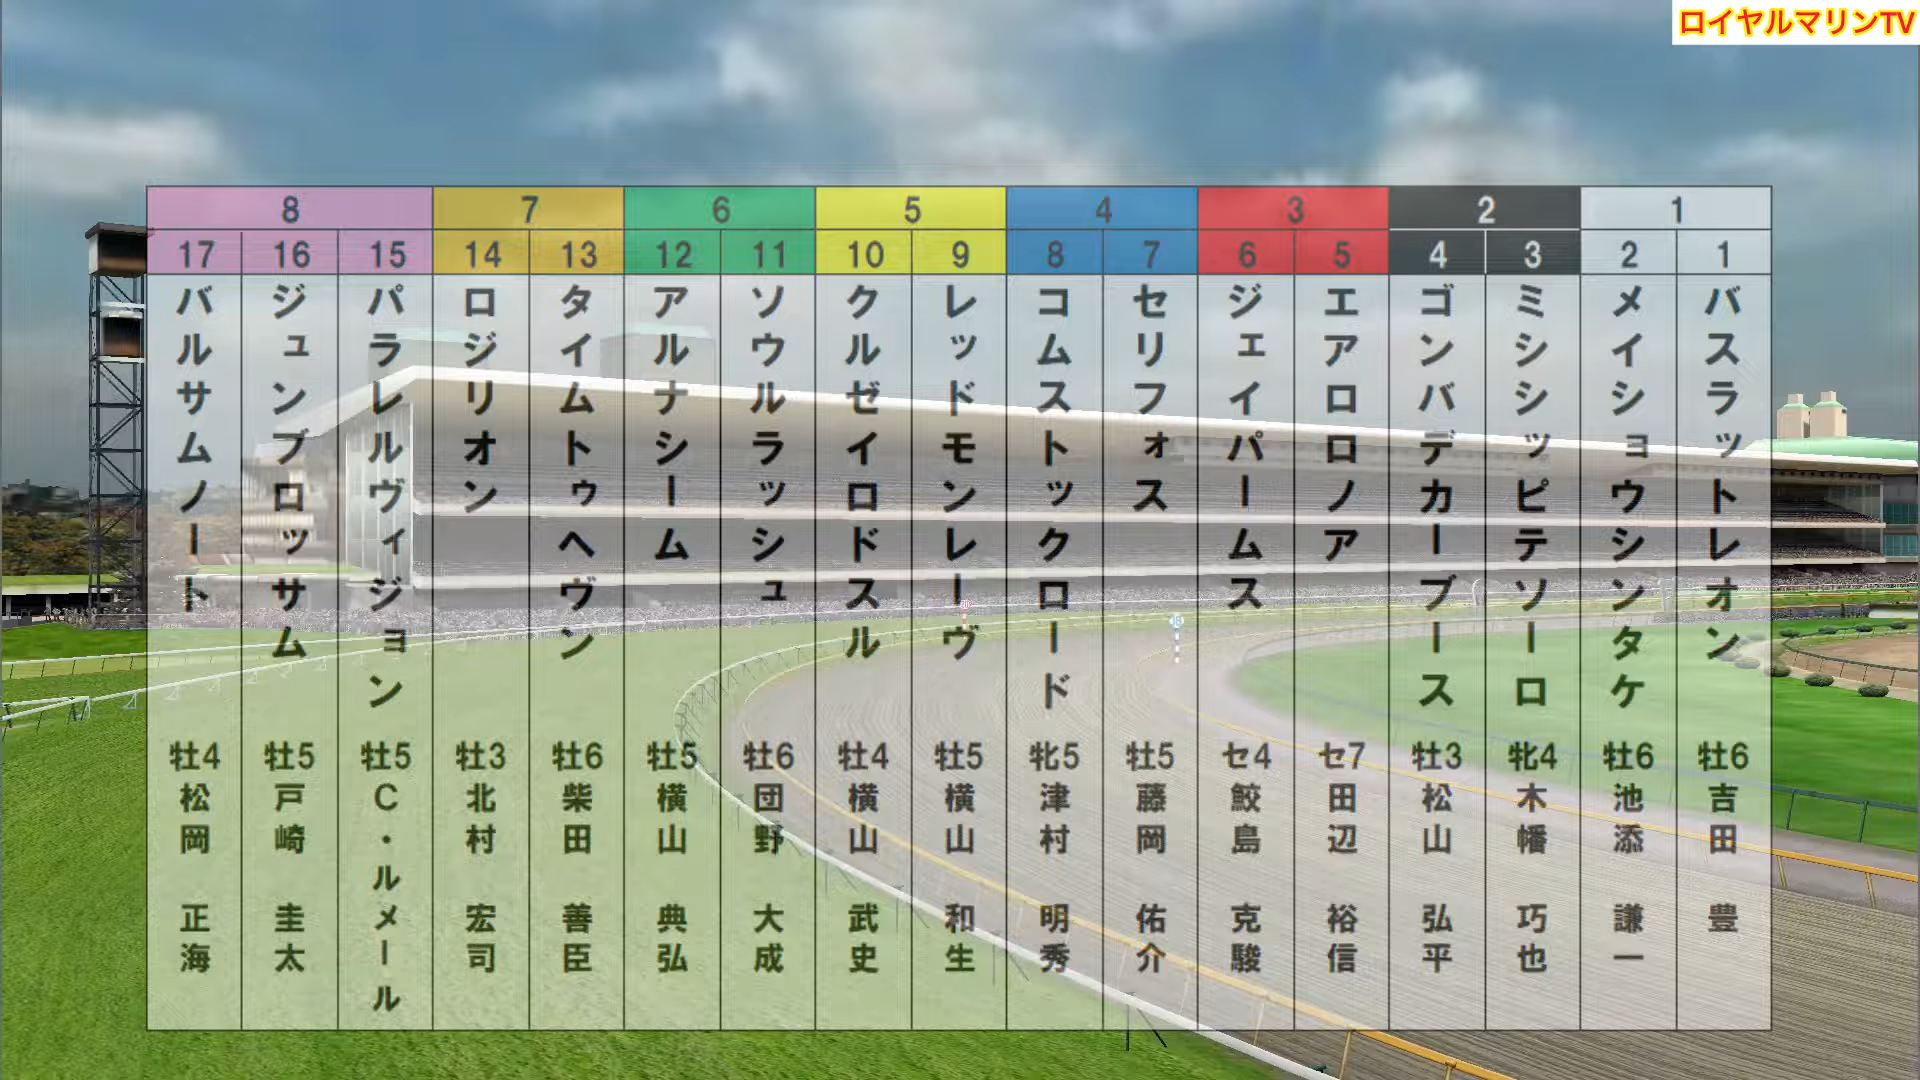 ロイヤルマリンTV
1
1
バスラットレオン
牡6
吉田 豊
2
メイショウシンタケ
牡6
池添 謙一
2
3
ミシシッピテソーロ
牝4
木幡 巧也
4
ゴンバデカーブース
牡3
松山 弘平
3
5
エアロロノア
セ7
田辺 裕信
6
ジェイパームス
セ4
鮫島 克駿
4
7
セリフォス
牡5
藤岡 佑介
8
コムストックロード
牝5
津村 明秀
5
9
レッドモンレーヴ
牡5
横山 和生
10
クルゼイロドスル
牡4
横山 武史
6
11
ソウルラッシュ
牡6
団野 大成
12
アルナシーム
牡5
横山 典弘
7
13
タイムトゥヘヴン
牡6
柴田 善臣
14
ロジリオン
牡3
北村 宏司
8
15
パラレルヴィジョン
牡5
C・ルメール
16
ジュンブロッサム
牡5
戸崎 圭太
17
バルサムノート
牡4
松岡 正海